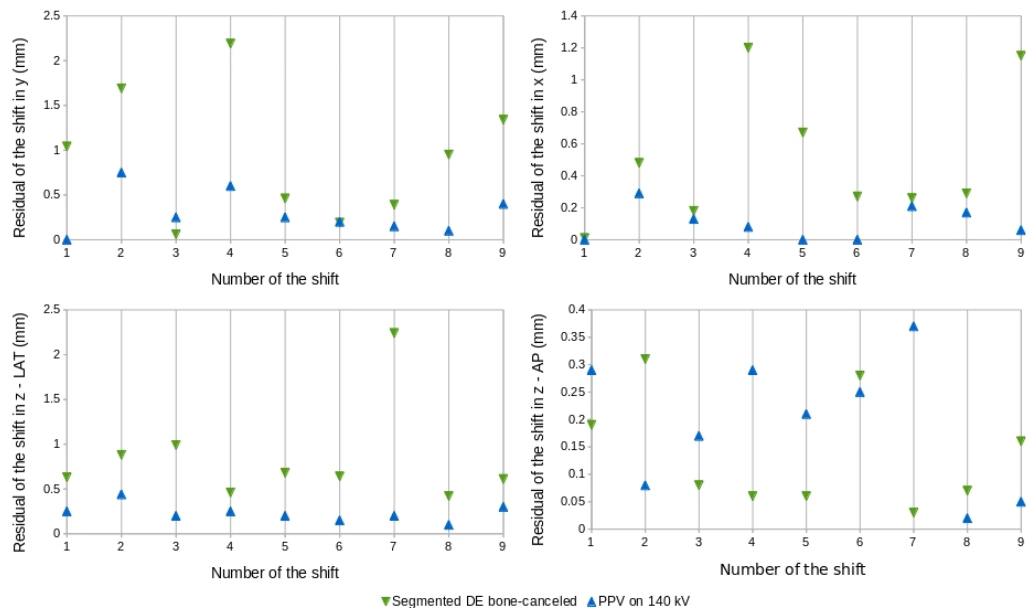 Residual of the shift in y (mm)
2.5
2
1.5
1
0.5
0
1 2 3 4 5 6 7 8 9
Number of the shift
Residual of the shift in x (mm)
1.4
1.2
1
0.8
0.6
0.4
0.2
0
1 2 3 4 5 6 7 8 9
Number of the shift
Residual of the shift in z - LAT (mm)
2.5
2
1.5
1
0.5
0
1 2 3 4 5 6 7 8 9
Number of the shift
Residual of the shift in z - AP (mm)
0.4
0.35
0.3
0.25
0.2
0.15
0.1
0.05
0
1 2 3 4 5 6 7 8 9
Number of the shift
Segmented DE bone-canceled PPV on 140 kV